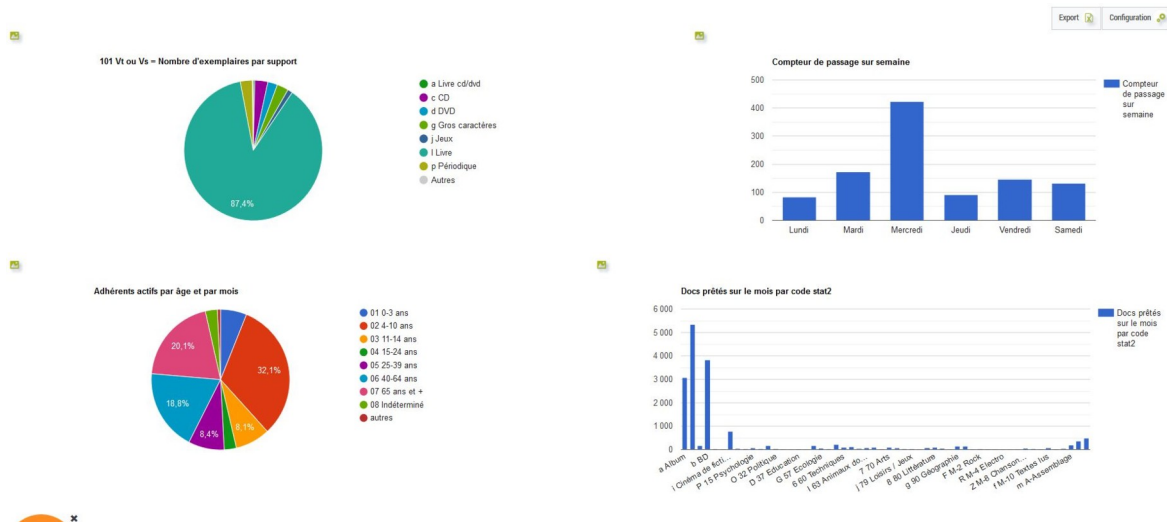 Export
Configuration
101 Vt ou Vs = Nombre d'exemplaires par support
a Livre cd/dvd
c CD
d DVD
g Gros caractères
j Jeux
l Livre
p Périodique
Autres
87,4%
Compteur de passage sur semaine
500
400
300
200
100
0
Lundi
Mardi
Mercredi
Jeudi
Vendredi
Samedi
Compteur
de passage
sur
semaine
Adhérents actifs par âge et par mois
01 0-3 ans
02 4-10 ans
03 11-14 ans
04 15-24 ans
05 25-39 ans
06 40-64 ans
07 65 ans et +
08 Indéterminé
autres
20,1%
32,1%
18,8%
8,4%
8,1%
Docs prêtés sur le mois par code stat2
6 000
5 000
4 000
3 000
2 000
1 000
0
a Album
b BD
i Cinéma de ficti...
P 15 Psychologie
O 32 Politique
D 37 Education
G 57 Ecologie
6 60 Techniques
I 63 Animaux do...
7 70 Arts
j 79 Loisirs / Jeux
8 80 Littérature
g 90 Géographie
F M-2 Rock
R M-4 Electro
Z M-8 Chanson...
f M-10 Textes lus
m A-Assemblage
Docs prêtés
sur le mois
par code
stat2